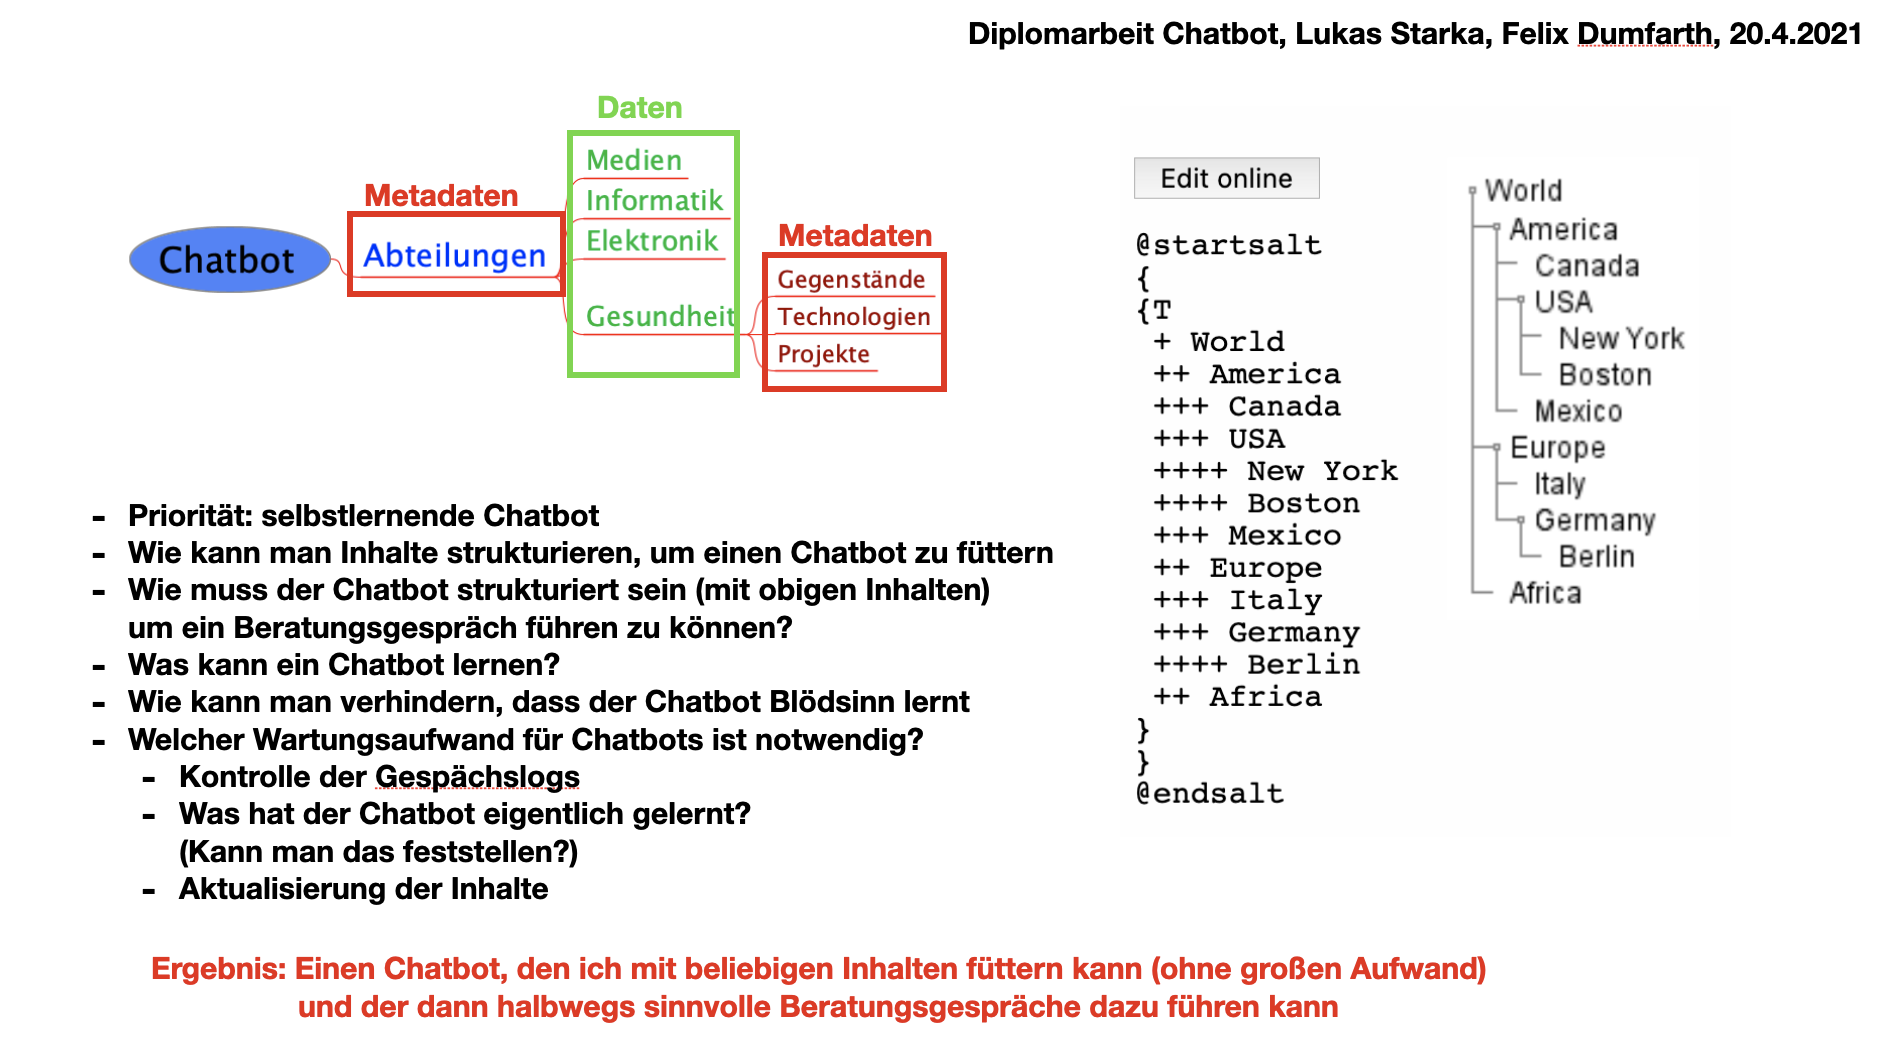 Diplomarbeit Chatbot, Lukas Starka, Felix Dumfarth, 20.4.2021
Daten
Metadaten
Metadaten
Chatbot
Abteilungen
Medien
Informatik
Elektronik
Gesundheit
Gegenstände
Technologien
Projekte
- Priorität: selbstlernende Chatbot
- Wie kann man Inhalte strukturieren, um einen Chatbot zu füttern
- Wie muss der Chatbot strukturiert sein (mit obigen Inhalten)
um ein Beratungsgespräch führen zu können?
- Was kann ein Chatbot lernen?
- Wie kann man verhindern, dass der Chatbot Blödsinn lernt
- Welcher Wartungsaufwand für Chatbots ist notwendig?
- Kontrolle der Gespächslogs
- Was hat der Chatbot eigentlich gelernt?
(Kann man das feststellen?)
- Aktualisierung der Inhalte
Edit online
@startsalt
{
{T
+ World
++ America
+++ Canada
+++ USA
++++ New York
++++ Boston
+++ Mexico
++ Europe
+++ Italy
+++ Germany
++++ Berlin
++ Africa
}
}
@endsalt
World
America
Canada
USA
New York
Boston
Mexico
Europe
Italy
Germany
Berlin
Africa
Ergebnis: Einen Chatbot, den ich mit beliebigen Inhalten füttern kann (ohne großen Aufwand)
und der dann halbwegs sinnvolle Beratungsgespräche dazu führen kann